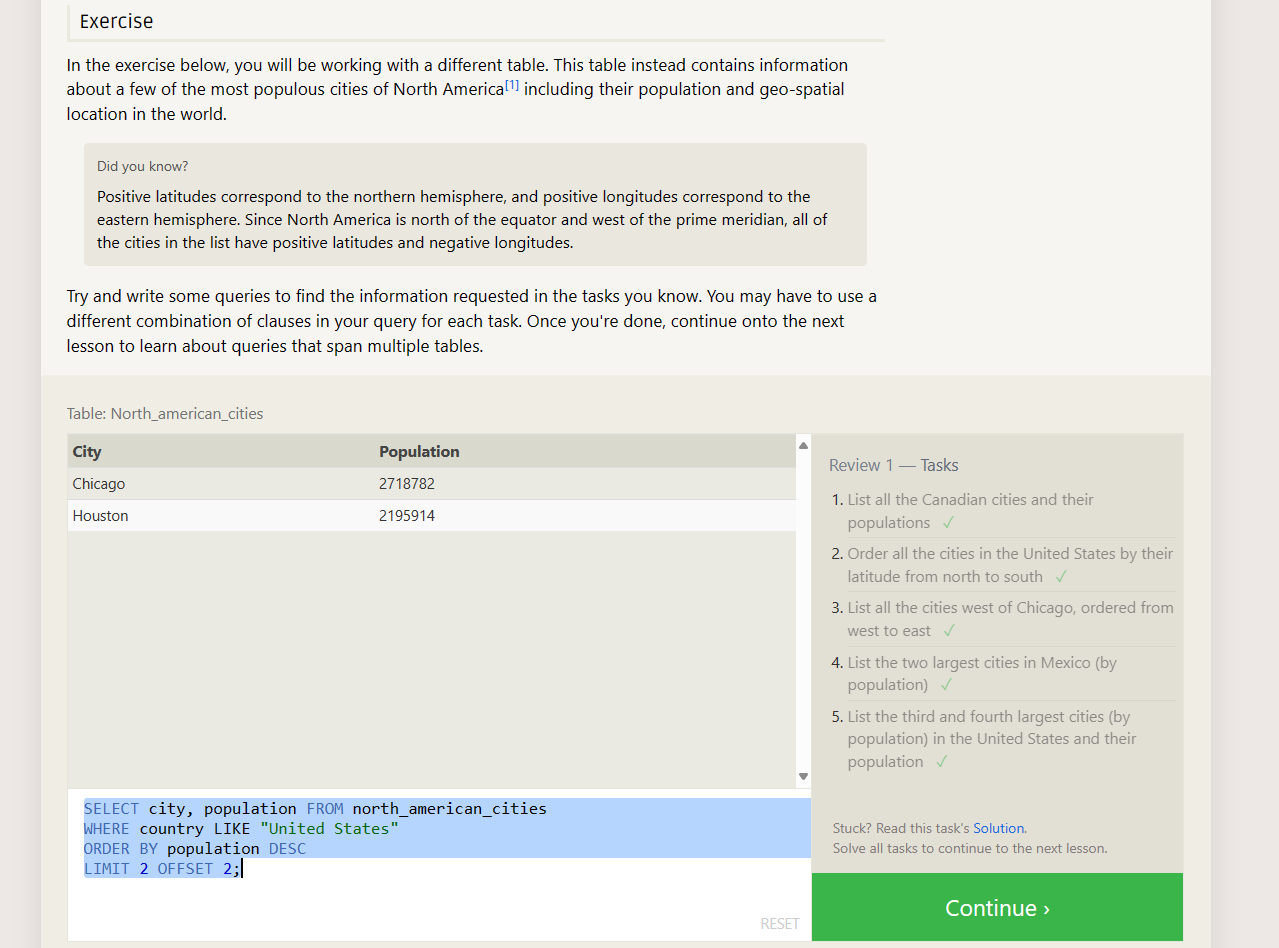 Exercise
In the exercise below, you will be working with a different table. This table instead contains information
about a few of the most populous cities of North America[1] including their population and geo-spatial
location in the world.
Did you know?
Positive latitudes correspond to the northern hemisphere, and positive longitudes correspond to the
eastern hemisphere. Since North America is north of the equator and west of the prime meridian, all of
the cities in the list have positive latitudes and negative longitudes.
Try and write some queries to find the information requested in the tasks you know. You may have to use a
different combination of clauses in your query for each task. Once you're done, continue onto the next
lesson to learn about queries that span multiple tables.
Table: North_american_cities
City Population
Chicago 2718782
Houston 2195914
SELECT city, population FROM north_american_cities
WHERE country LIKE "United States"
ORDER BY population DESC
LIMIT 2 OFFSET 2;
RESET
Review 1 — Tasks
1. List all the Canadian cities and their
populations ✓
2. Order all the cities in the United States by their
latitude from north to south ✓
3. List all the cities west of Chicago, ordered from
west to east ✓
4. List the two largest cities in Mexico (by
population) ✓
5. List the third and fourth largest cities (by
population) in the United States and their
population ✓
Stuck? Read this task's Solution.
Solve all tasks to continue to the next lesson.
Continue ›